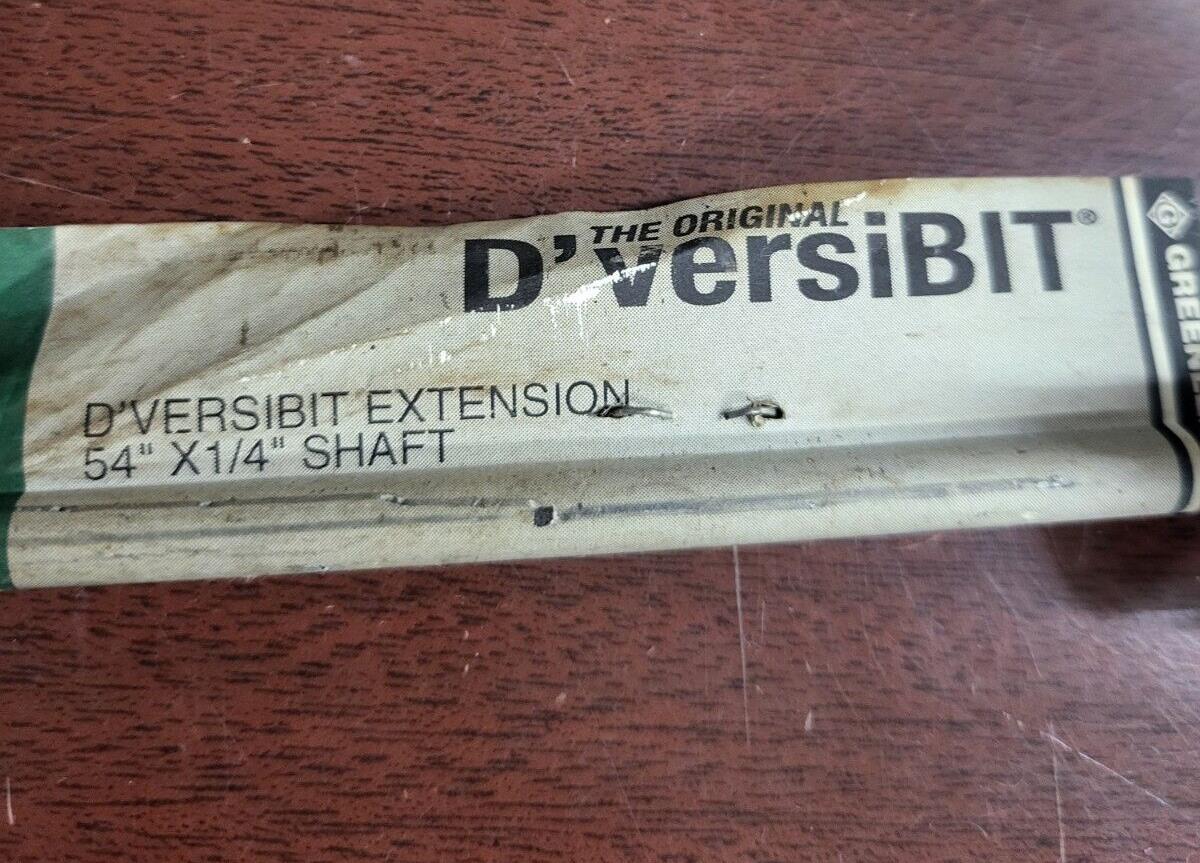 THE ORIGINAL
D'versiBIT®
D'VERSIBIT EXTENSION
54" X1/4" SHAFT
G